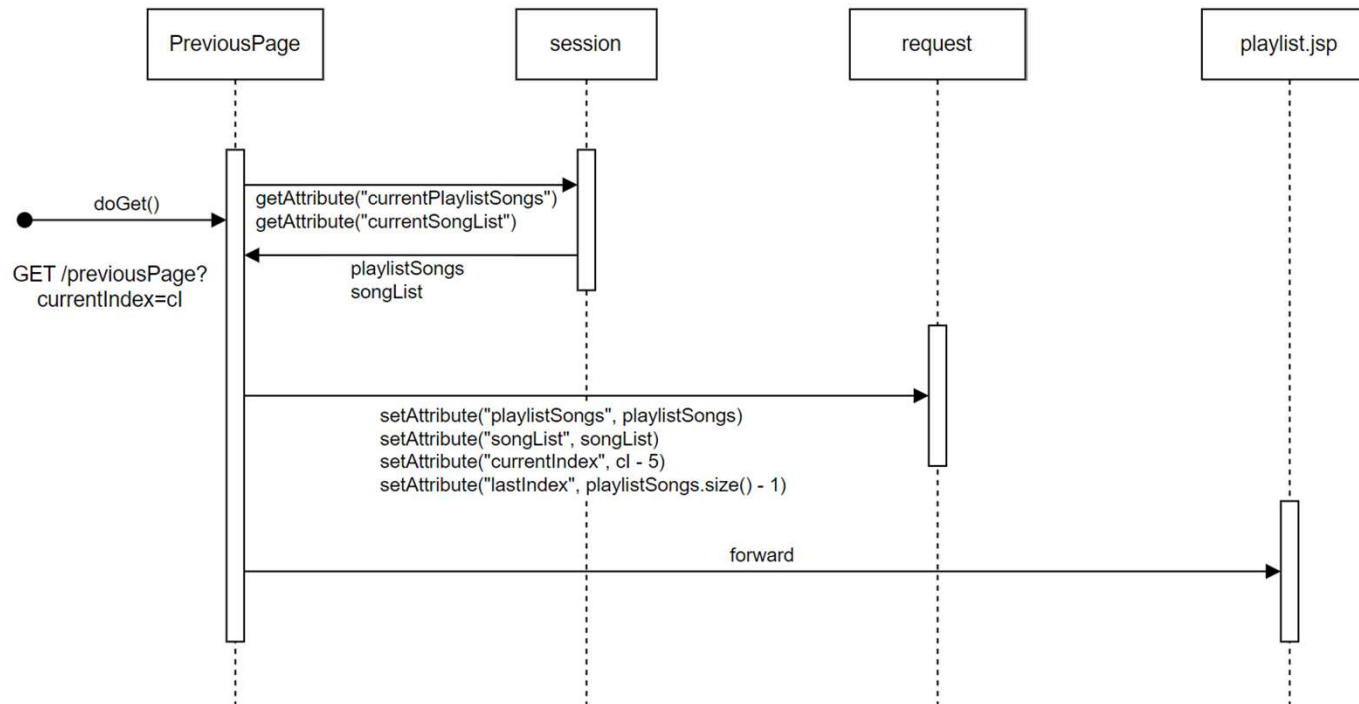 PreviousPage
session
request
playlist.jsp
doGet()
GET /previousPage?
currentIndex=cI
getAttribute("currentPlaylistSongs")
getAttribute("currentSongList")
playlistSongs
songList
setAttribute("playlistSongs", playlistSongs)
setAttribute("songList", songList)
setAttribute("currentIndex", cI - 5)
setAttribute("lastIndex", playlistSongs.size() - 1)
forward